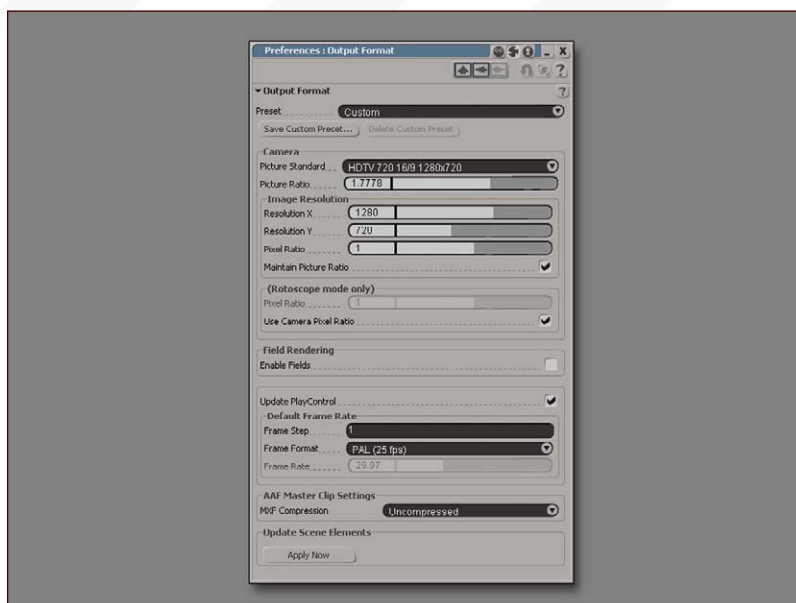 Preferences : Output Format
Output Format
Preset Custom
Save Custom Preset... Delete Custom Preset
Camera
Picture Standard HDTV 720 16/9 1280x720
Picture Ratio 1.7778
Image Resolution
Resolution X 1280
Resolution Y 720
Pixel Ratio 1
Maintain Picture Ratio
(Rotoscope mode only)
Pixel Ratio 1
Use Camera Pixel Ratio
Field Rendering
Enable Fields
Update PlayControl
Default Frame Rate
Frame Step 1
Frame Format PAL (25 fps)
Frame Rate 29.97
AAF Master Clip Settings
MXF Compression Uncompressed
Update Scene Elements
Apply Now